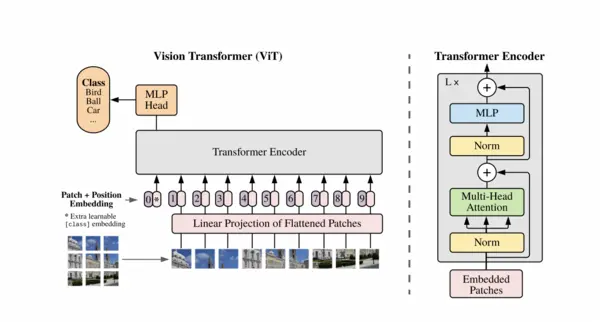 Vision Transformer (ViT)
Class
Bird
Ball
Car
...
MLP
Head
Transformer Encoder
Patch + Position
Embedding
* Extra learnable
[class] embedding
0 * 1 2 3 4 5 6 7 8 9
Linear Projection of Flattened Patches
Transformer Encoder
L x
+
MLP
Norm
+
Multi-Head
Attention
Norm
Embedded
Patches